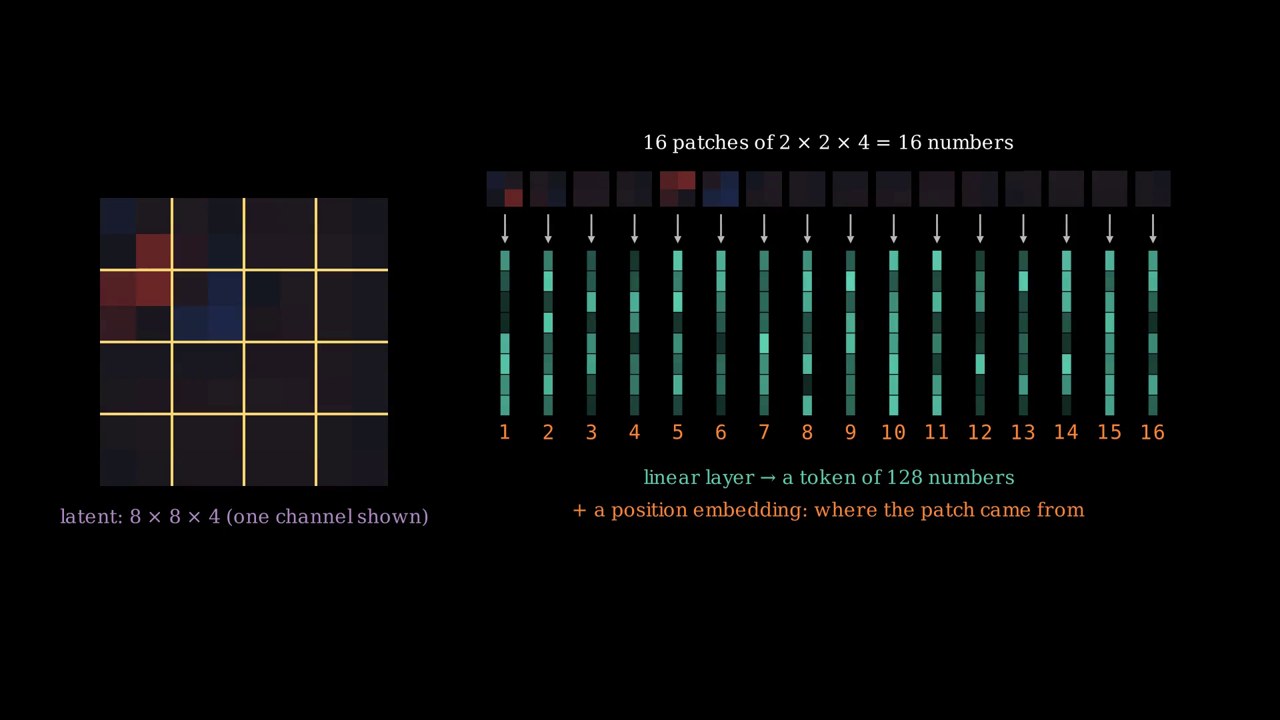 16 patches of 2 × 2 × 4 = 16 numbers
1 2 3 4 5 6 7 8 9 10 11 12 13 14 15 16
linear layer → a token of 128 numbers
+ a position embedding: where the patch came from
latent: 8 × 8 × 4 (one channel shown)